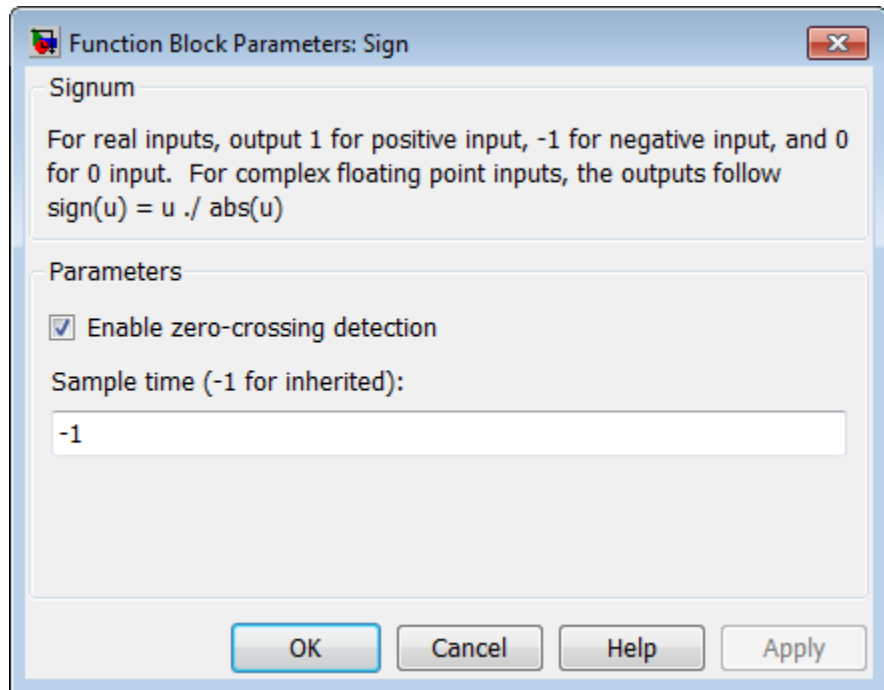 Function Block Parameters: Sign
Signum
For real inputs, output 1 for positive input, -1 for negative input, and 0
for 0 input.  For complex floating point inputs, the outputs follow
sign(u) = u ./ abs(u)
Parameters
Enable zero-crossing detection
Sample time (-1 for inherited):
-1
OK Cancel Help Apply